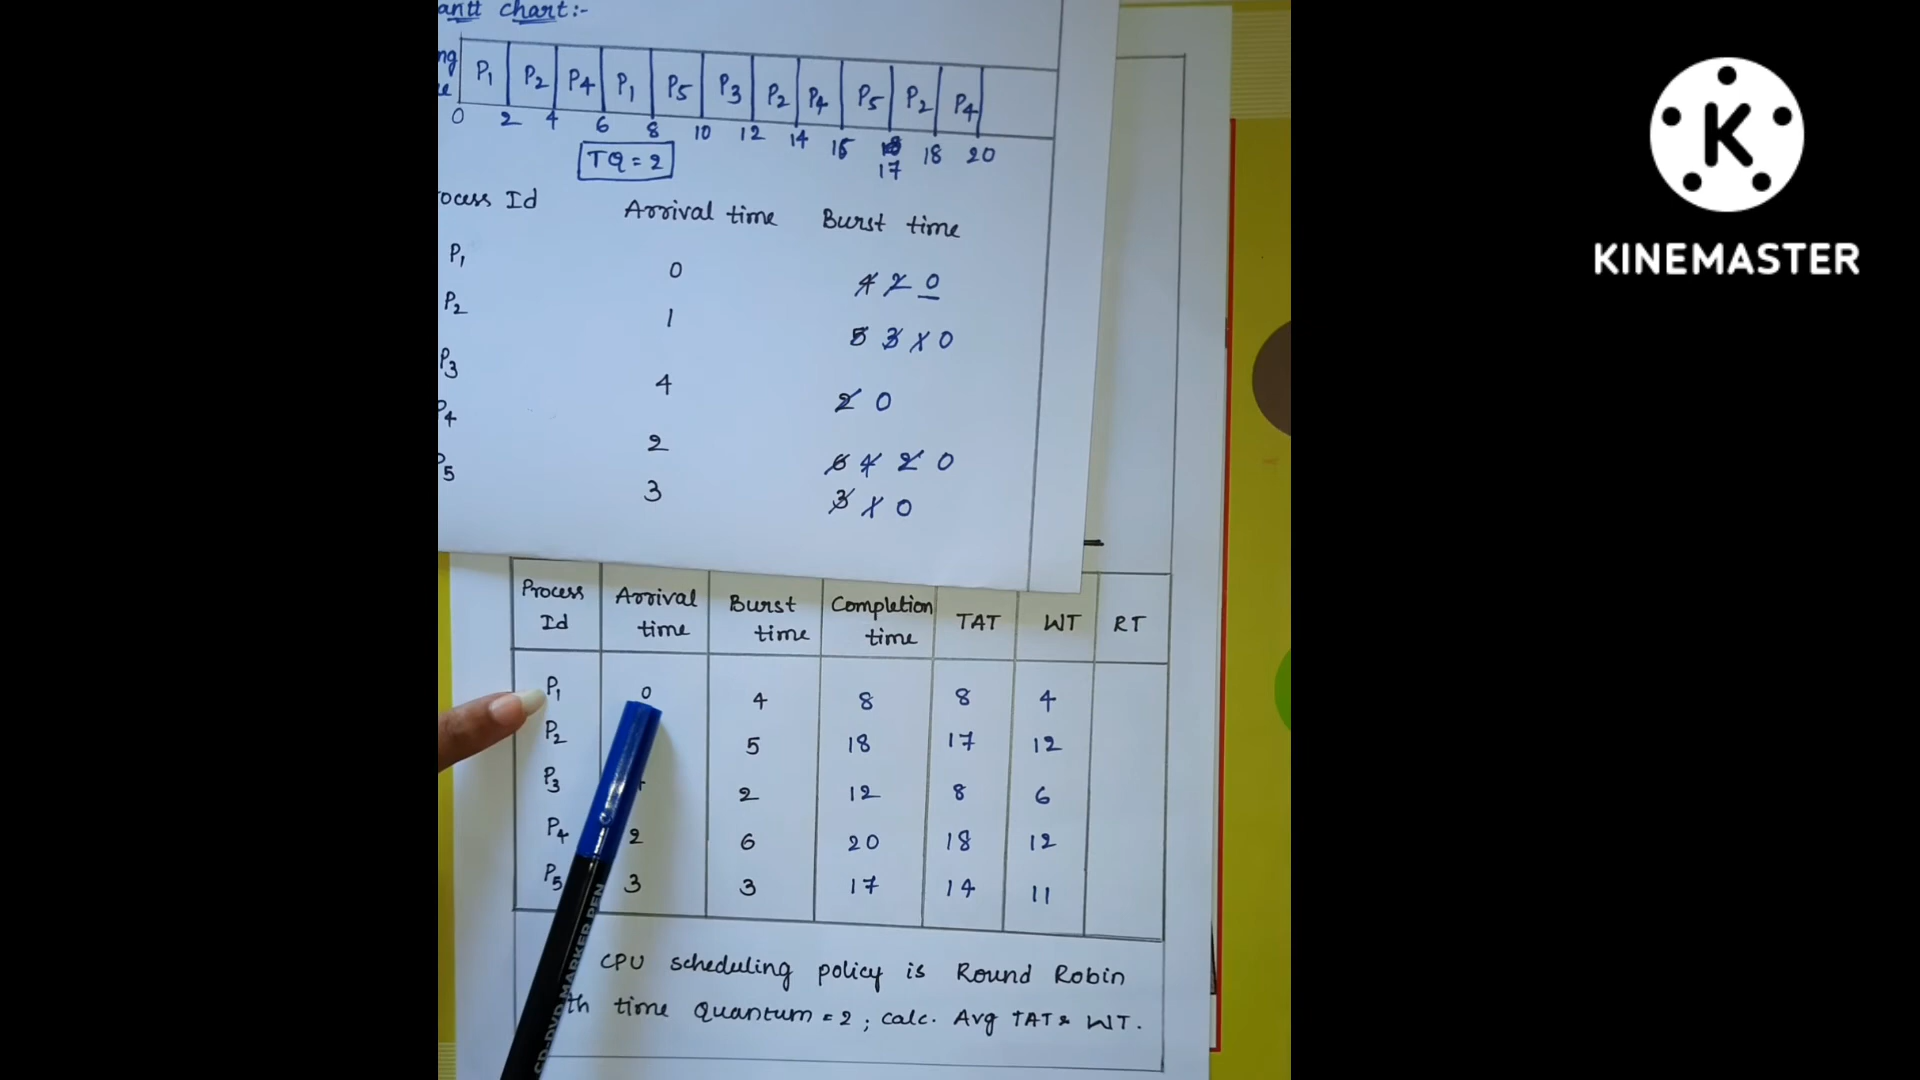 antt chart:-
ng P1 P2 P4 P1 P5 P3 P2 P4 P5 P2 P4
0 2 4 6 8 10 12 14 16 18 20
17
TQ = 2
ocess Id Arrival time Burst time
P1 0 4 2 0
P2 1 5 3 1 0
P3 4 2 0
P4 2 6 4 2 0
P5 3 3 1 0
Process Id Arrival time Burst time Completion time TAT WT RT
P1 0 4 8 8 4
P2 5 18 17 12
P3 2 12 8 6
P4 2 6 20 18 12
P5 3 3 17 14 11
CPU scheduling policy is Round Robin
th time Quantum = 2 ; calc. Avg TAT & WT.
CD-DVD MARKER PEN
K
KINEMASTER